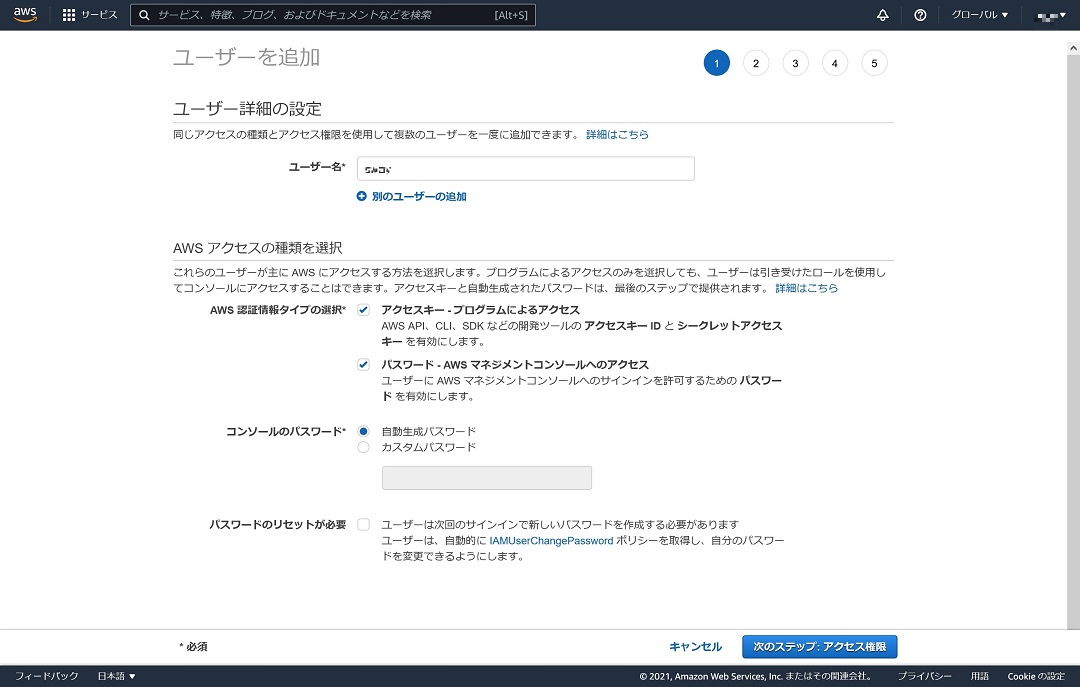 aws サービス サービス、特徴、ブログ、およびドキュメントなどを検索 [Alt+S] グローバル
ユーザーを追加 1 2 3 4 5
ユーザー詳細の設定
同じアクセスの種類とアクセス権限を使用して複数のユーザーを一度に追加できます。 詳細はこちら
ユーザー名*
別のユーザーの追加
AWS アクセスの種類を選択
これらのユーザーが主に AWS にアクセスする方法を選択します。プログラムによるアクセスのみを選択しても、ユーザーは引き受けたロールを使用し
てコンソールにアクセスすることはできます。アクセスキーと自動生成されたパスワードは、最後のステップで提供されます。 詳細はこちら
AWS 認証情報タイプの選択* アクセスキー - プログラムによるアクセス
AWS API、CLI、SDK などの開発ツールの アクセスキー ID と シークレットアクセス
キー を有効にします。
パスワード - AWS マネジメントコンソールへのアクセス
ユーザーに AWS マネジメントコンソールへのサインインを許可するための パスワー
ド を有効にします。
コンソールのパスワード* 自動生成パスワード
カスタムパスワード
パスワードのリセットが必要 ユーザーは次回のサインインで新しいパスワードを作成する必要があります
ユーザーは、自動的に IAMUserChangePassword ポリシーを取得し、自分のパスワー
ドを変更できるようにします。
* 必須 キャンセル 次のステップ: アクセス権限
フィードバック 日本語 © 2021, Amazon Web Services, Inc. またはその関連会社。 プライバシー 用語 Cookie の設定